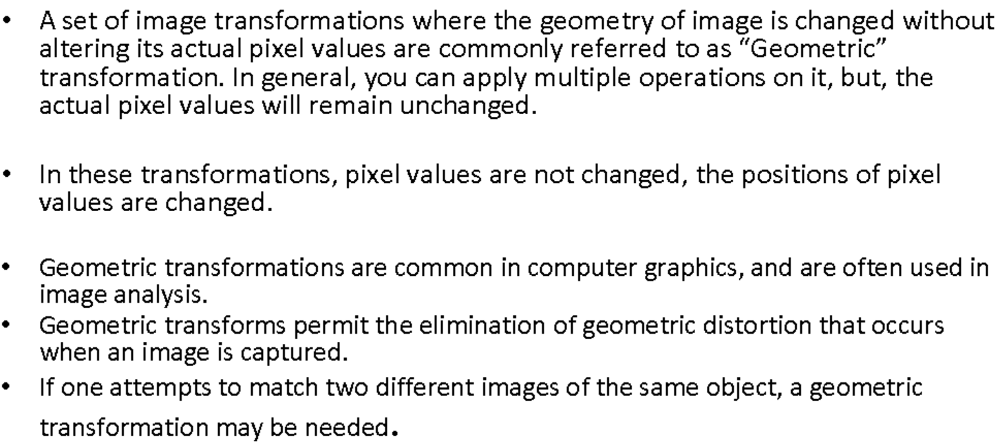 • A set of image transformations where the geometry of image is changed without
altering its actual pixel values are commonly referred to as “Geometric”
transformation. In general, you can apply multiple operations on it, but, the
actual pixel values will remain unchanged.
• In these transformations, pixel values are not changed, the positions of pixel
values are changed.
• Geometric transformations are common in computer graphics, and are often used in
image analysis.
• Geometric transforms permit the elimination of geometric distortion that occurs
when an image is captured.
• If one attempts to match two different images of the same object, a geometric
transformation may be needed.